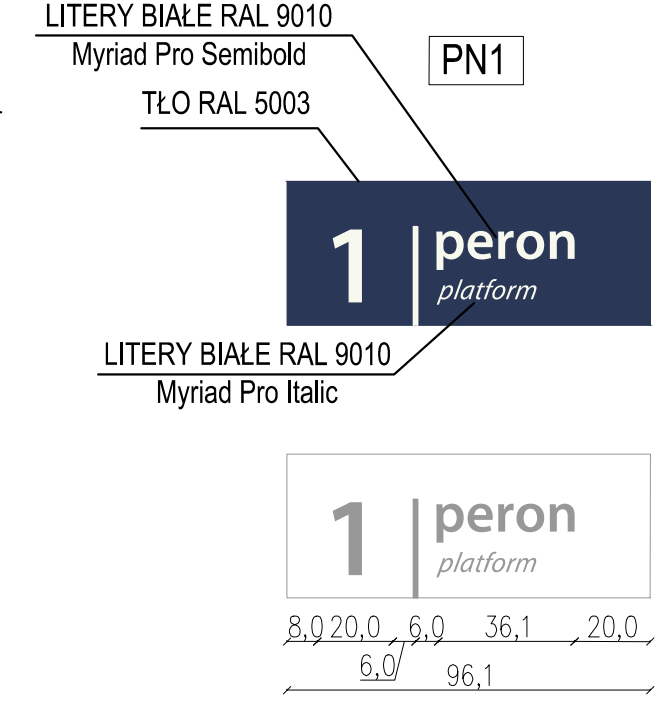 LITERY BIAŁE RAL 9010
Myriad Pro Semibold
PN1
TŁO RAL 5003
1 peron
platform
LITERY BIAŁE RAL 9010
Myriad Pro Italic
1 peron
platform
8,0 20,0 6,0 36,1 20,0
6,0
96,1